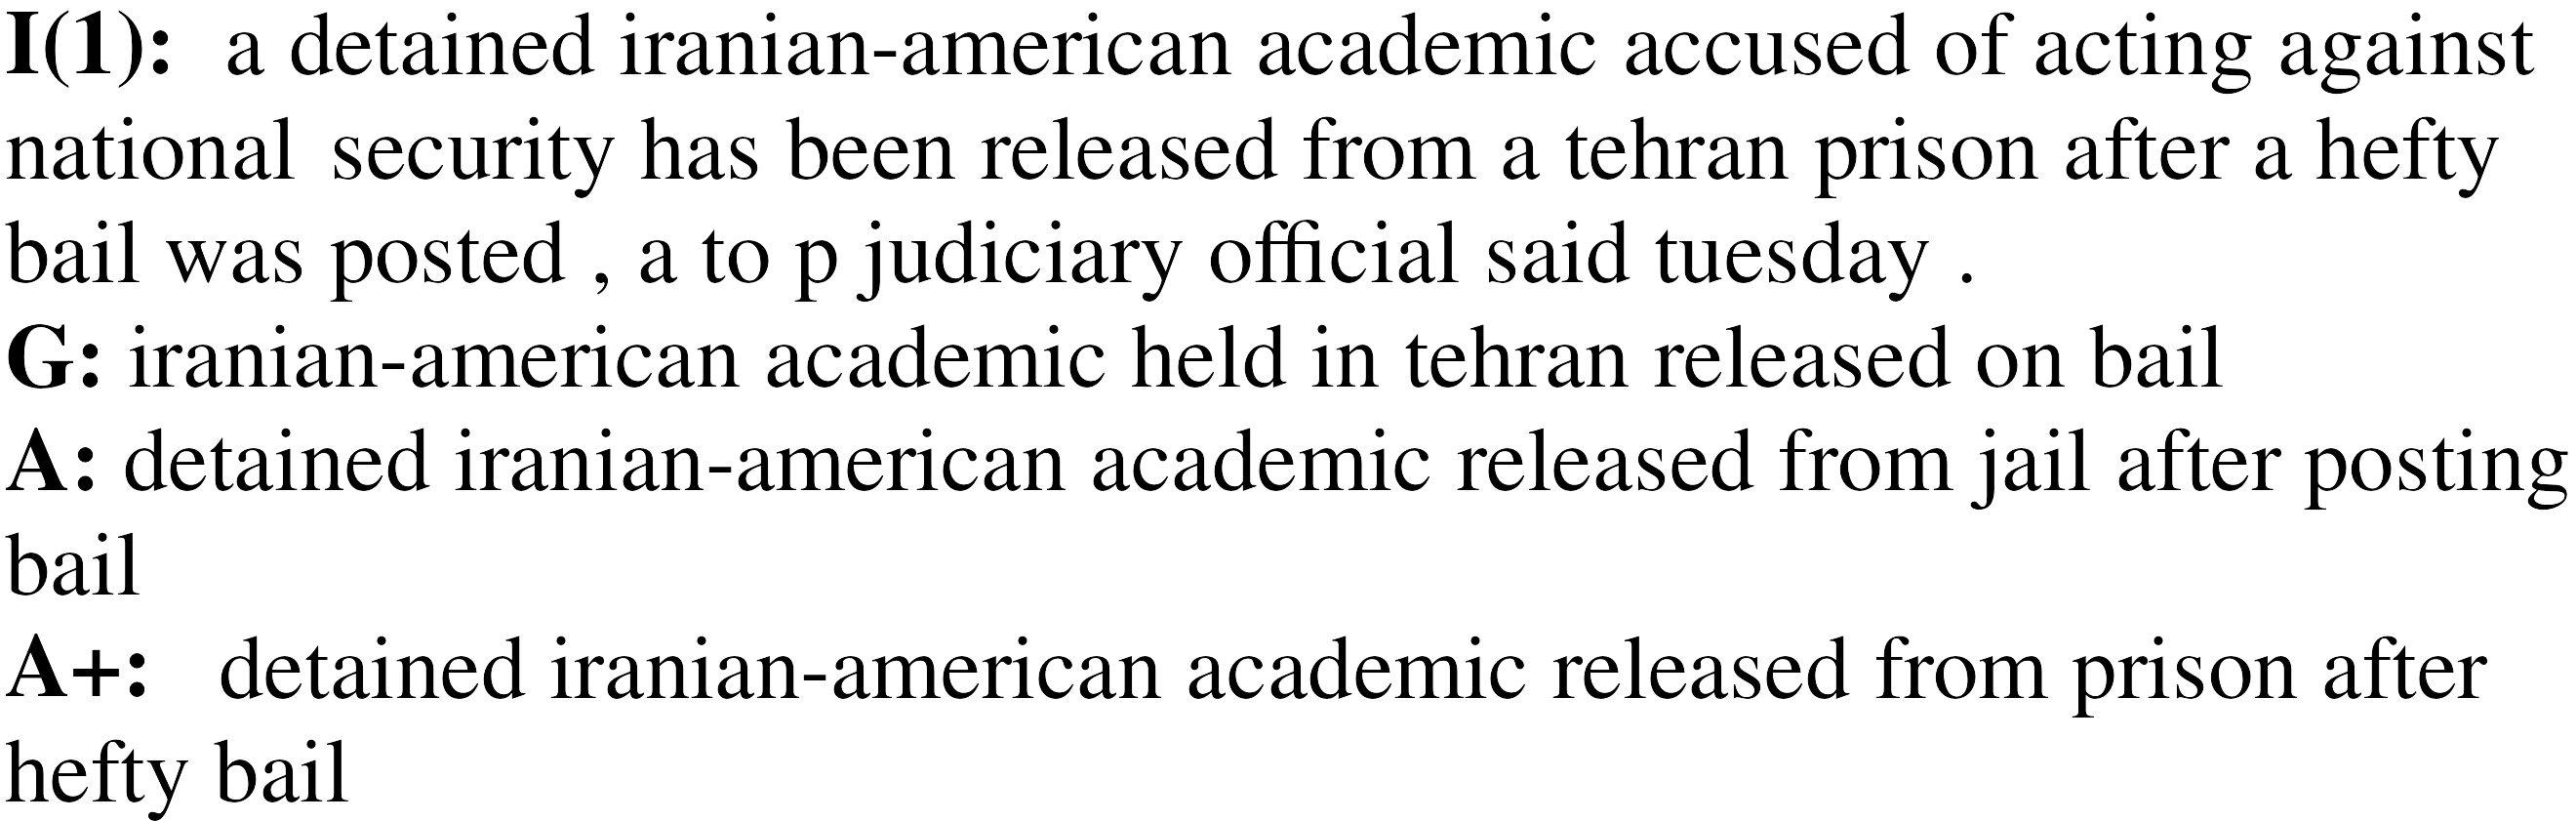 I(1): a detained iranian-american academic accused of acting against
national security has been released from a tehran prison after a hefty
bail was posted , a to p judiciary official said tuesday .
G: iranian-american academic held in tehran released on bail
A: detained iranian-american academic released from jail after posting
bail
A+: detained iranian-american academic released from prison after
hefty bail